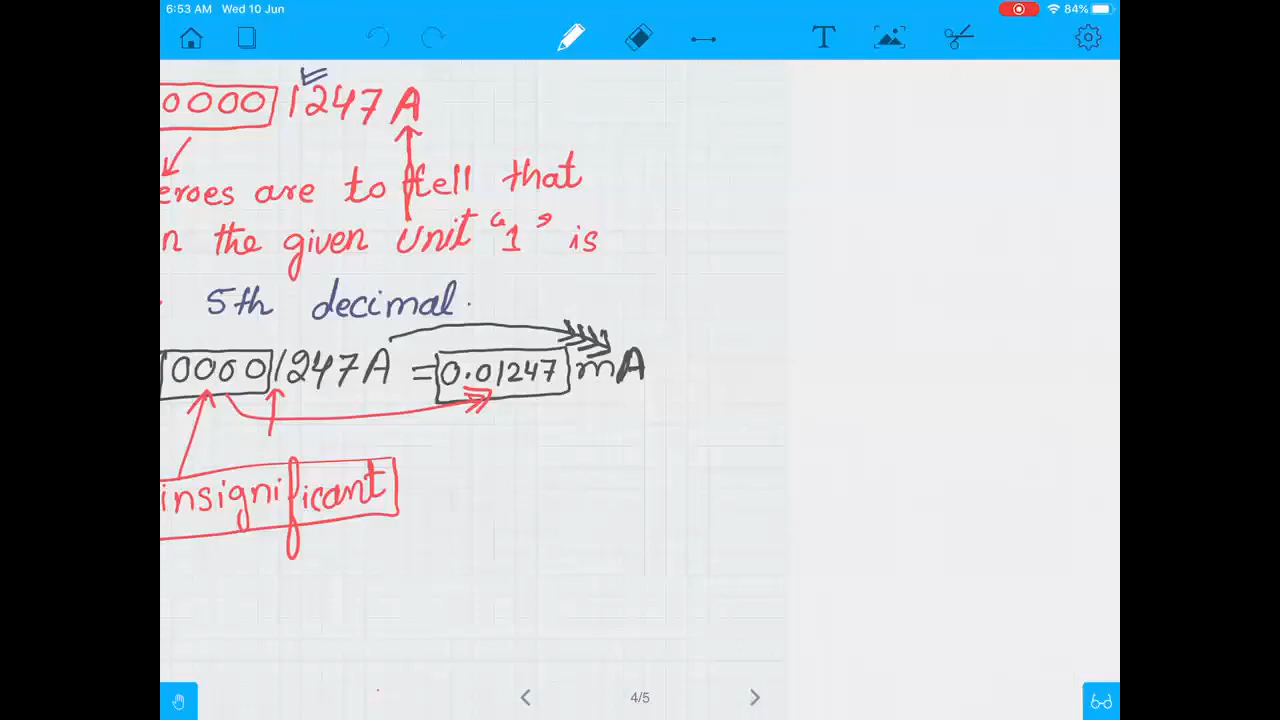 6:53 AM Wed 10 Jun 84%
0000 1247 A
eroes are to tell that
n the given unit "1" is
5th decimal.
0000 1247 A = 0.01247 mA
insignificant
4/5